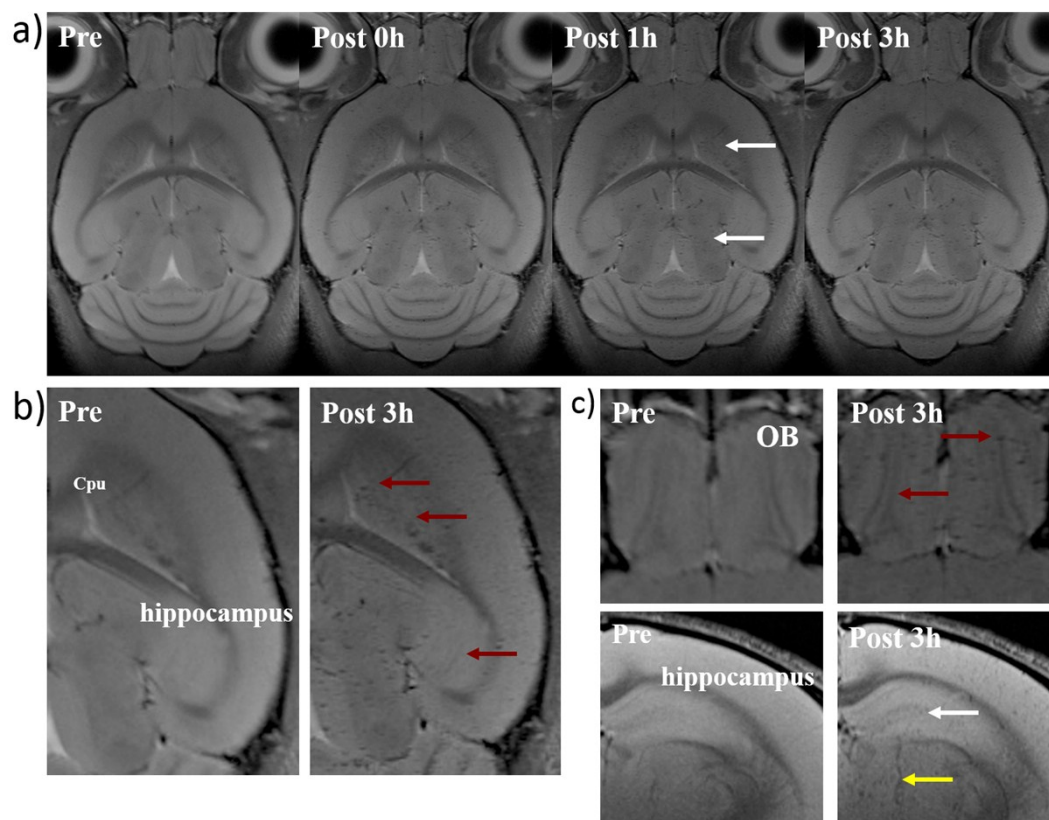 a)
Pre
Post 0h
Post 1h
Post 3h
b)
Pre
Cpu
hippocampus
Post 3h
c)
Pre
OB
Post 3h
Pre
hippocampus
Post 3h